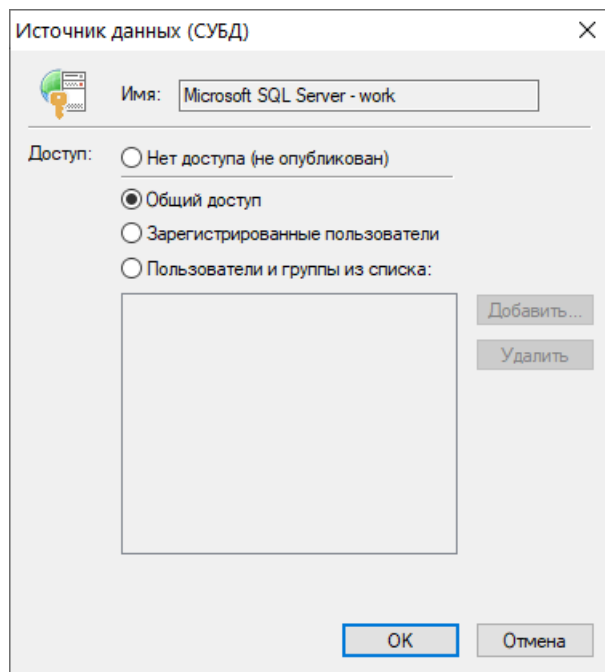 Источник данных (СУБД)
Имя: Microsoft SQL Server - work
Доступ: Нет доступа (не опубликован)
Общий доступ
Зарегистрированные пользователи
Пользователи и группы из списка:
Добавить...
Удалить
OK Отмена